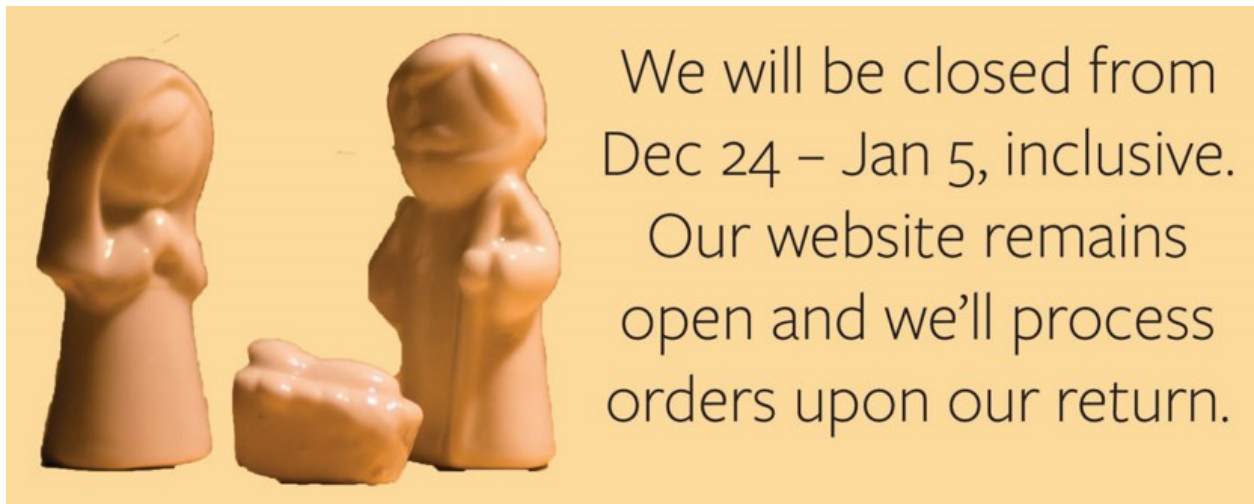 We will be closed from
Dec 24 – Jan 5, inclusive.
Our website remains
open and we’ll process
orders upon our return.